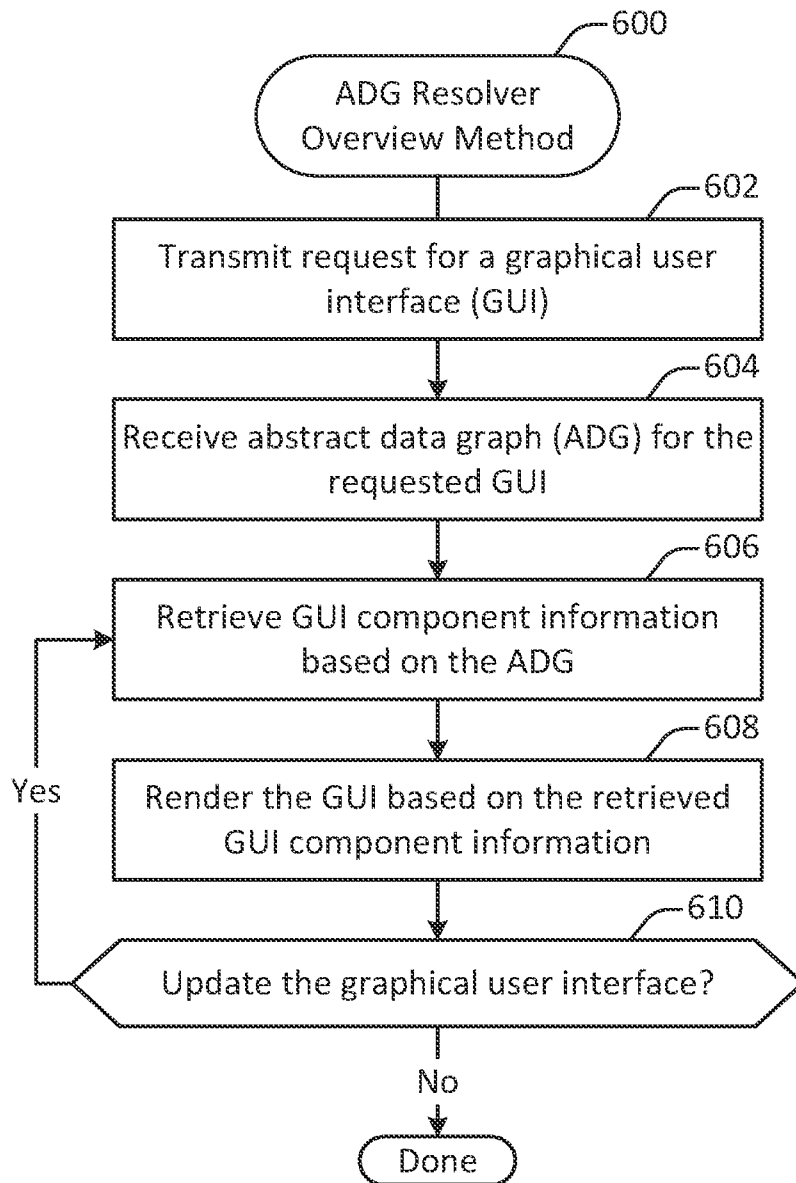 600
ADG Resolver
Overview Method
602
Transmit request for a graphical user
interface (GUI)
604
Receive abstract data graph (ADG) for the
requested GUI
606
Retrieve GUI component information
based on the ADG
608
Render the GUI based on the retrieved
GUI component information
Yes
610
Update the graphical user interface?
No
Done